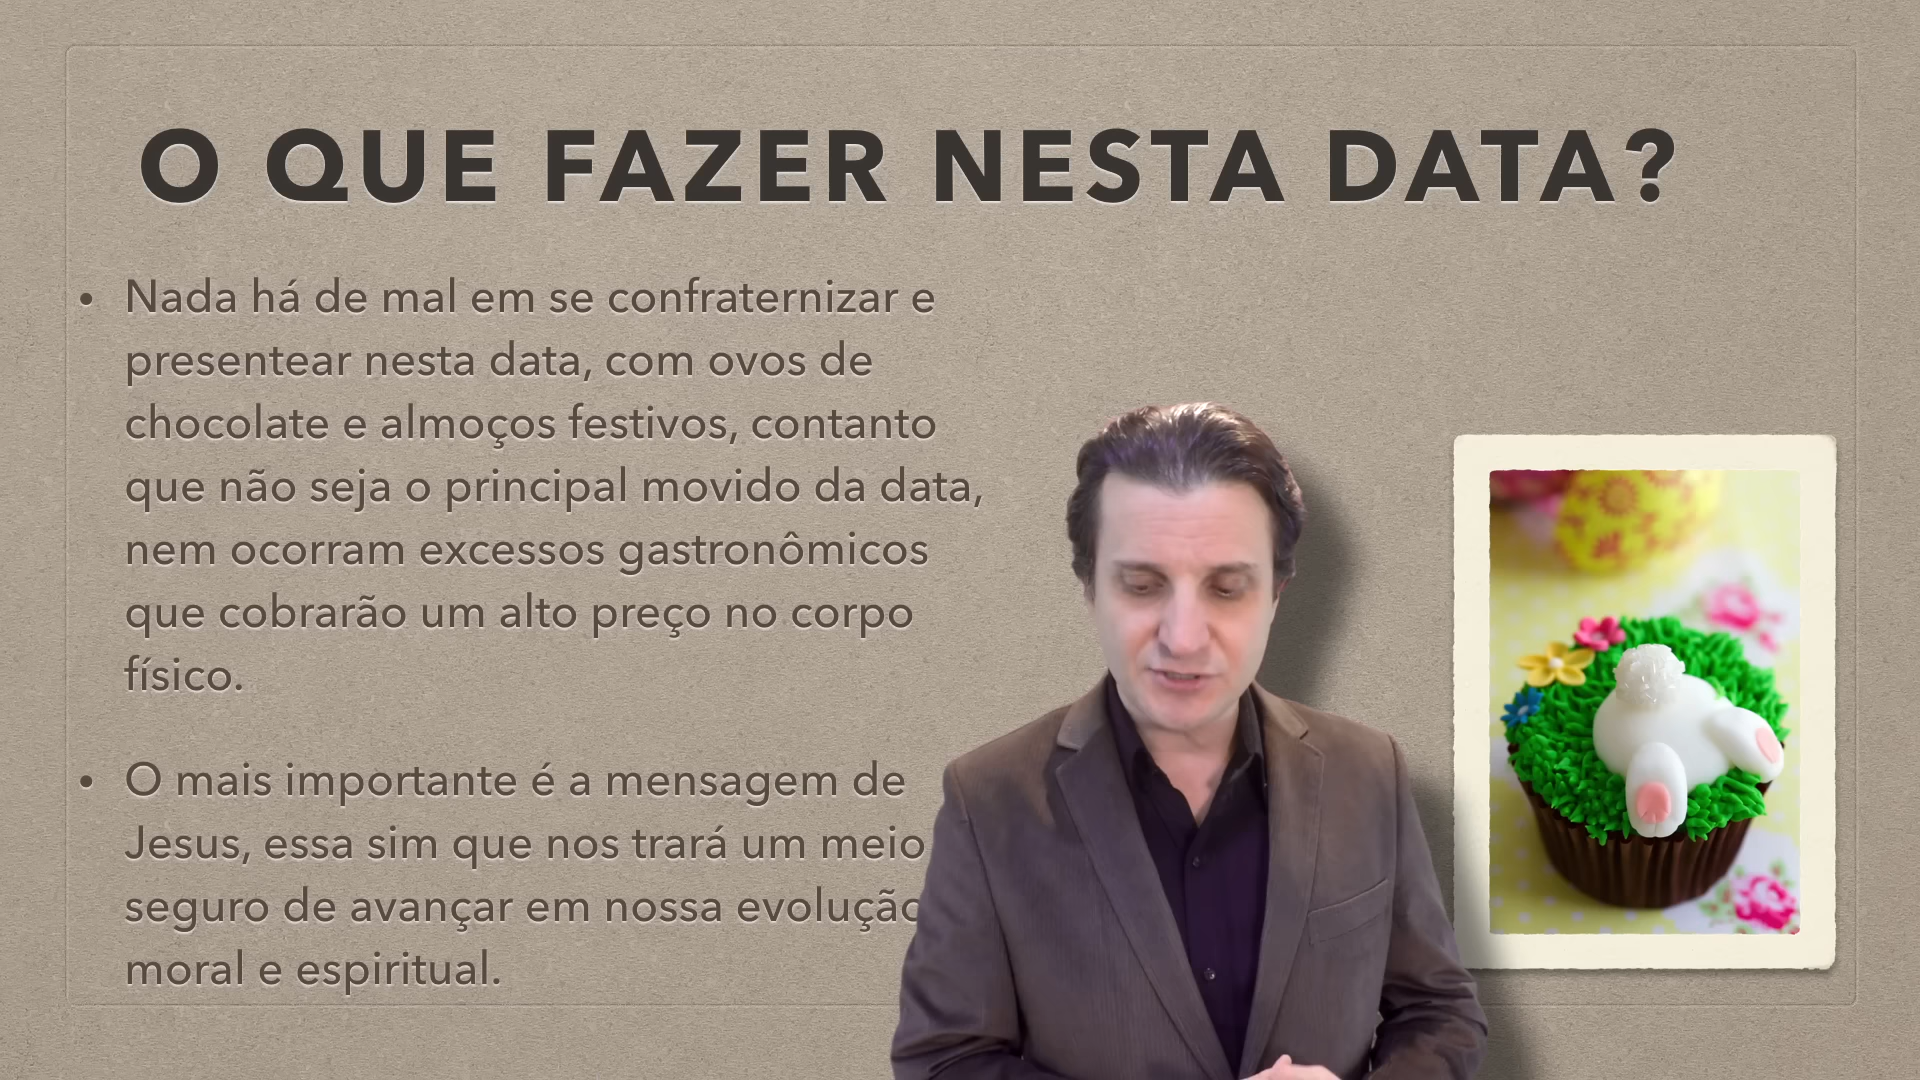 O QUE FAZER NESTA DATA?
• Nada há de mal em se confraternizar e
presentear nesta data, com ovos de
chocolate e almoços festivos, contanto
que não seja o principal movido da data,
nem ocorram excessos gastronômicos
que cobrarão um alto preço no corpo
físico.
• O mais importante é a mensagem de
Jesus, essa sim que nos trará um meio
seguro de avançar em nossa evolução
moral e espiritual.